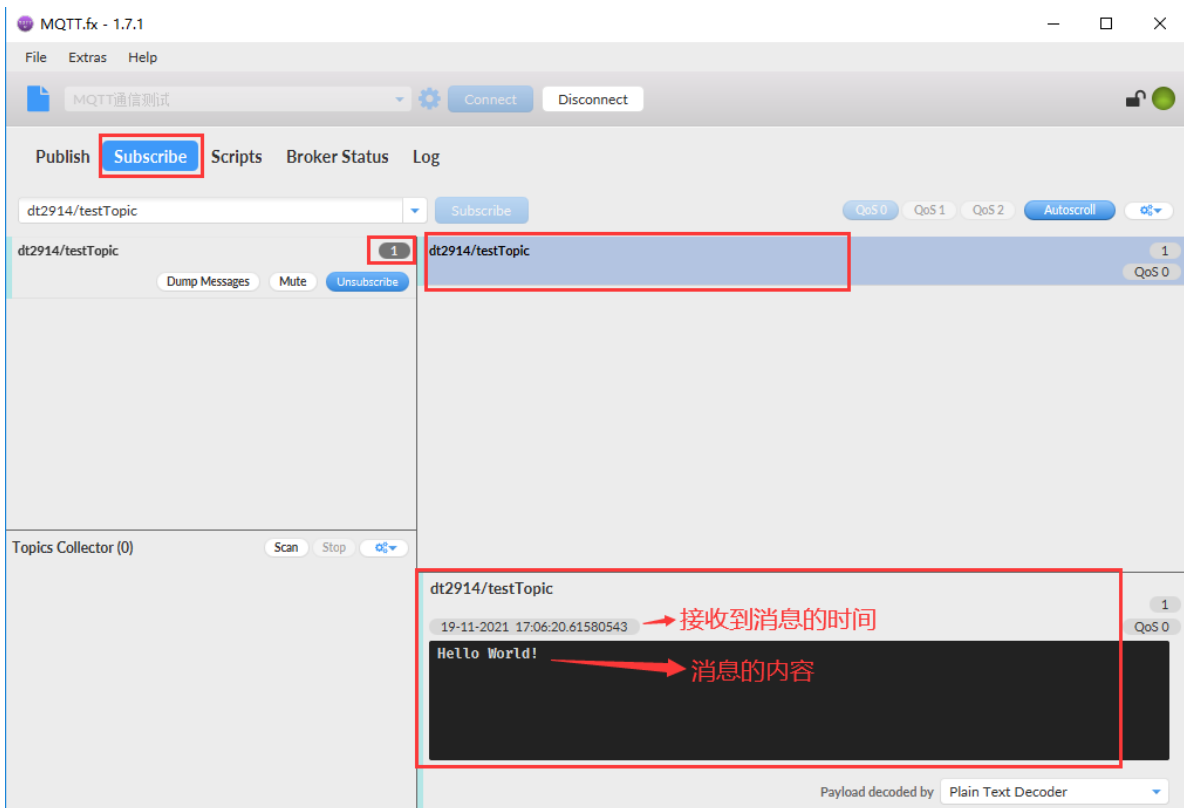 MQTT.fx - 1.7.1
File Extras Help
MQTT通信测试 Connect Disconnect
Publish Subscribe Scripts Broker Status Log
dt2914/testTopic Subscribe QoS 0 QoS 1 QoS 2 Autoscroll
dt2914/testTopic 1
Dump Messages Mute Unsubscribe
dt2914/testTopic 1
QoS 0
Topics Collector (0) Scan Stop
dt2914/testTopic
1
19-11-2021 17:06:20.61580543 接收到消息的时间 QoS 0
Hello World!
消息的内容
Payload decoded by Plain Text Decoder